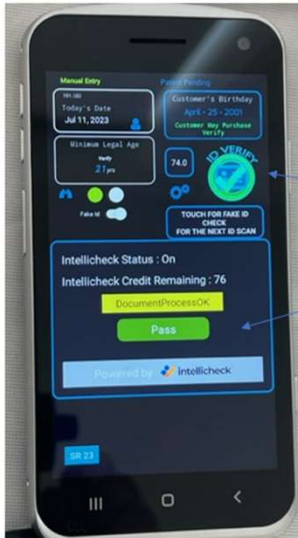 Manual Entry
Patent Pending
Today's Date
Jul 11, 2023
Customer's Birthday
April - 25 - 2001
Customer May Purchase
Verify
Minimum Legal Age
Verify
21yrs
74.0
ID VERIFY
Fake Id
TOUCH FOR FAKE ID
CHECK
FOR THE NEXT ID SCAN
Intellicheck Status : On
Intellicheck Credit Remaining : 76
DocumentProcessOK
Pass
Powered by intellicheck
SR 23